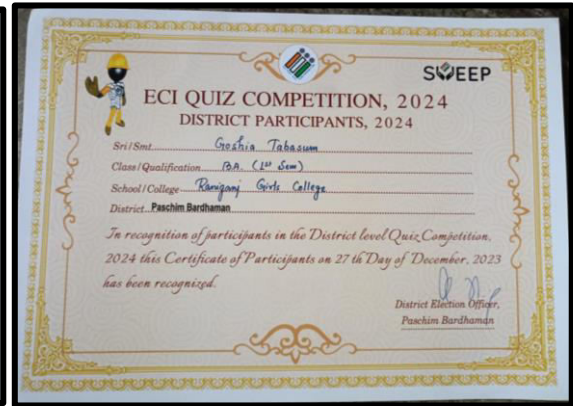 SWEEP
ECI QUIZ COMPETITION, 2024
DISTRICT PARTICIPANTS, 2024
Sri/Smt Goshia Tabasum
Class/Qualification B.A. (1st Sem)
School/College Raniganj Girls College
District Paschim Bardhaman
In recognition of participants in the District level Quiz Competition,
2024 this Certificate of Participants on 27 th Day of December, 2023
has been recognized.
District Election Officer,
Paschim Bardhaman